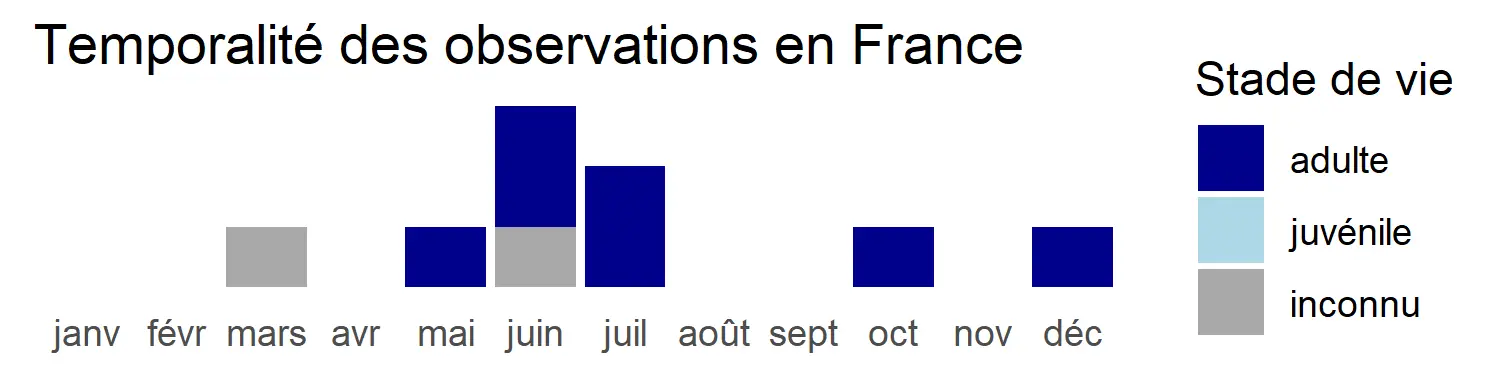 Temporalité des observations en France
Stade de vie
adulte
juvénile
inconnu
janv févr mars avr mai juin juil août sept oct nov déc